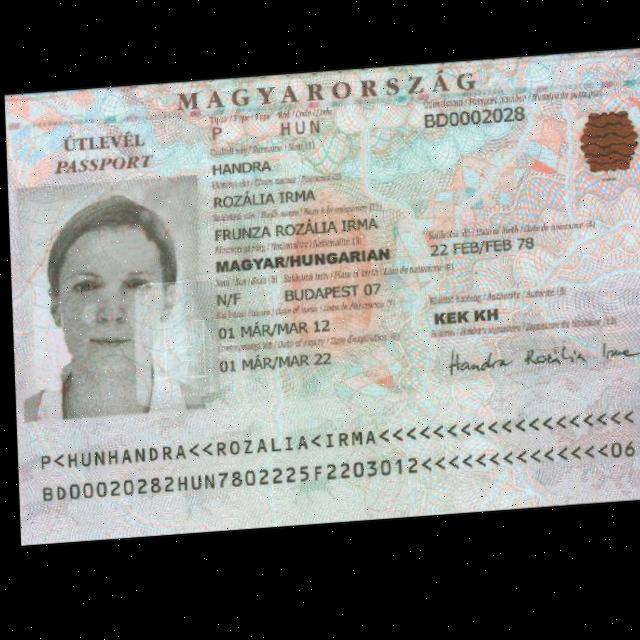 MAGYARORSZÁG
ÚTLEVÉL
PASSPORT
P HUN
BD0002028
HANDRA
ROZÁLIA IRMA
FRUNZA ROZÁLIA IRMA
MAGYAR/HUNGARIAN
22 FEB/FEB 78
N/F BUDAPEST 07
01 MÁR/MAR 12
KEK KH
01 MÁR/MAR 22
Handra Rozália Irma
P<HUNHANDRA<<ROZALIA<IRMA<<<<<<<<<<<<<<<<<<
BD00020282HUN7802225F2203012<<<<<<<<<<<<<<06